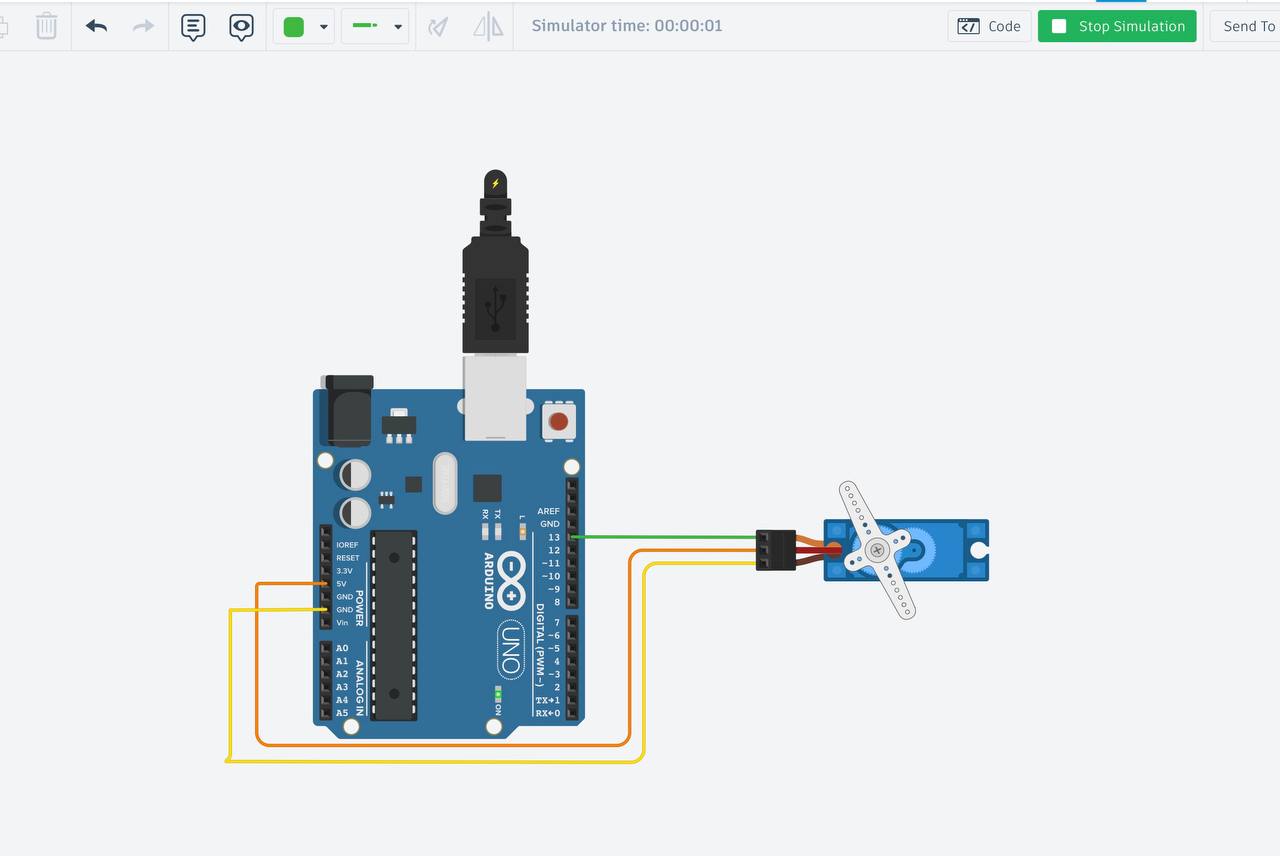 Simulator time: 00:00:01
Code
Stop Simulation
Send To
AREF
GND
13
12
~11
~10
~9
8
7
~6
~5
4
~3
2
TX→1
RX←0
DIGITAL (PWM~)
IOREF
RESET
3.3V
5V
GND
GND
Vin
POWER
A0
A1
A2
A3
A4
A5
ANALOG IN
RX
TX
L
ARDUINO
UNO
ON